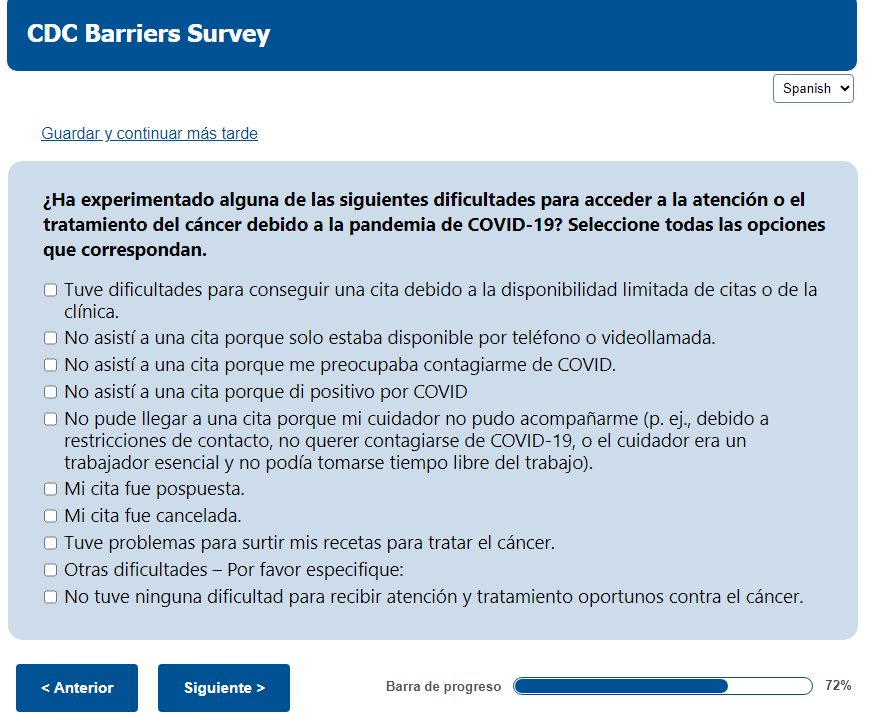 CDC Barriers Survey
Spanish
Guardar y continuar más tarde
¿Ha experimentado alguna de las siguientes dificultades para acceder a la atención o el
tratamiento del cáncer debido a la pandemia de COVID-19? Seleccione todas las opciones
que correspondan.
Tuve dificultades para conseguir una cita debido a la disponibilidad limitada de citas o de la
clínica.
No asistí a una cita porque solo estaba disponible por teléfono o videollamada.
No asistí a una cita porque me preocupaba contagiarme de COVID.
No asistí a una cita porque di positivo por COVID
No pude llegar a una cita porque mi cuidador no pudo acompañarme (p. ej., debido a
restricciones de contacto, no querer contagiarse de COVID-19, o el cuidador era un
trabajador esencial y no podía tomarse tiempo libre del trabajo).
Mi cita fue pospuesta.
Mi cita fue cancelada.
Tuve problemas para surtir mis recetas para tratar el cáncer.
Otras dificultades – Por favor especifique:
No tuve ninguna dificultad para recibir atención y tratamiento oportunos contra el cáncer.
< Anterior
Siguiente >
Barra de progreso
72%